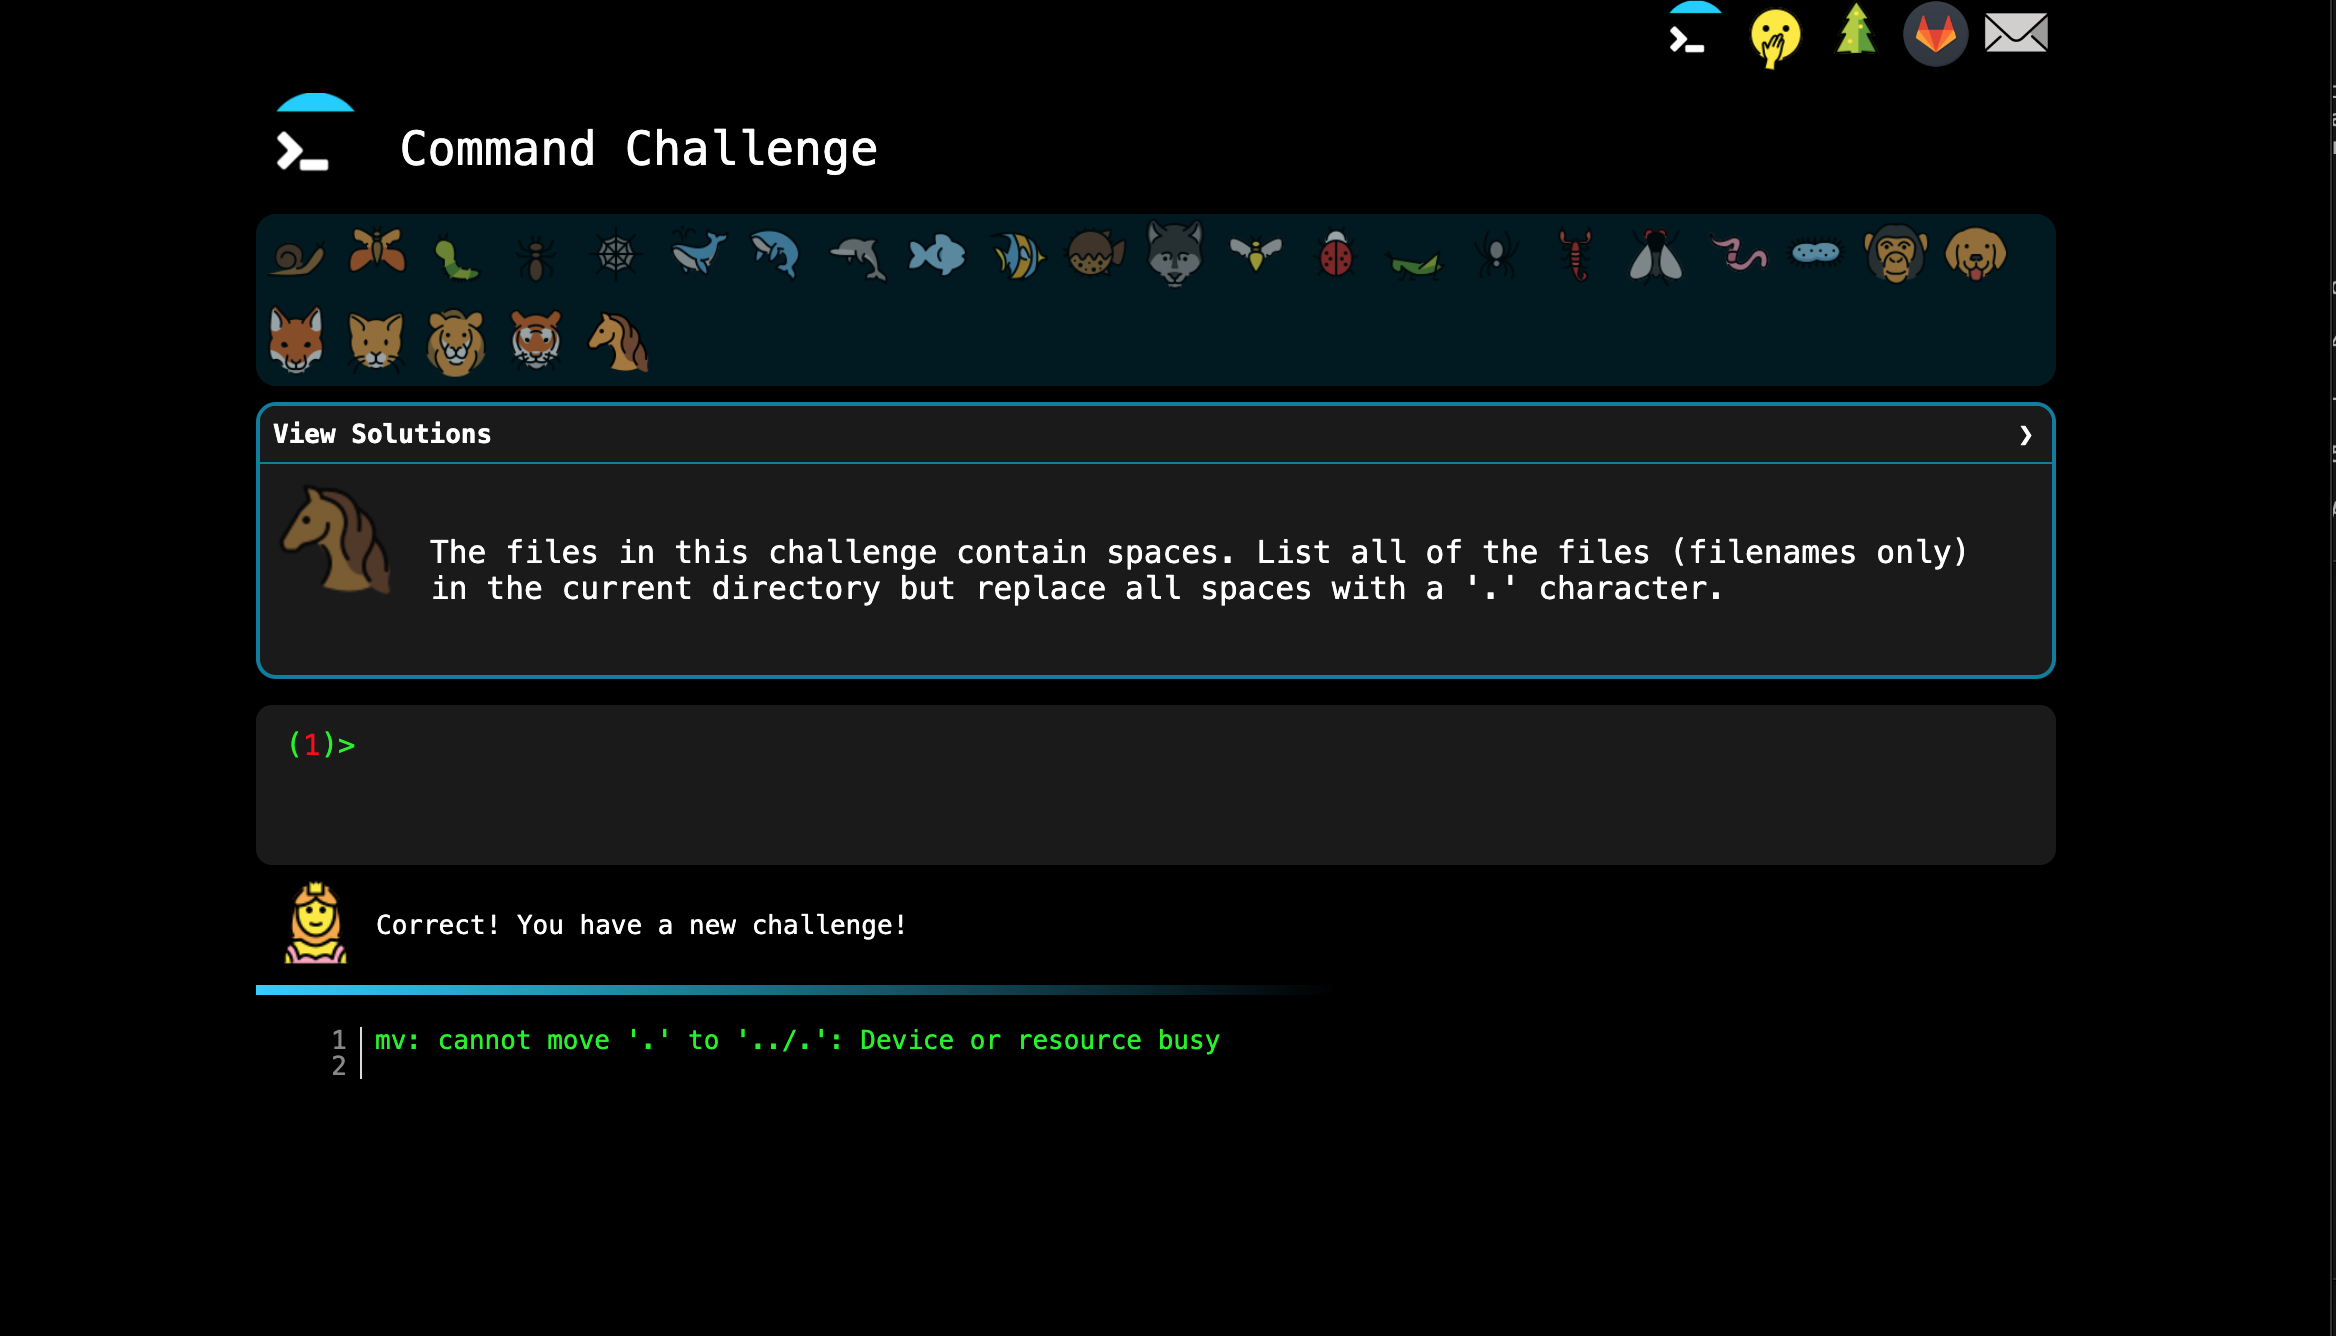 Command Challenge
View Solutions ❯
The files in this challenge contain spaces. List all of the files (filenames only)
in the current directory but replace all spaces with a '.' character.
(1)>
Correct! You have a new challenge!
1 mv: cannot move '.' to '../.': Device or resource busy
2